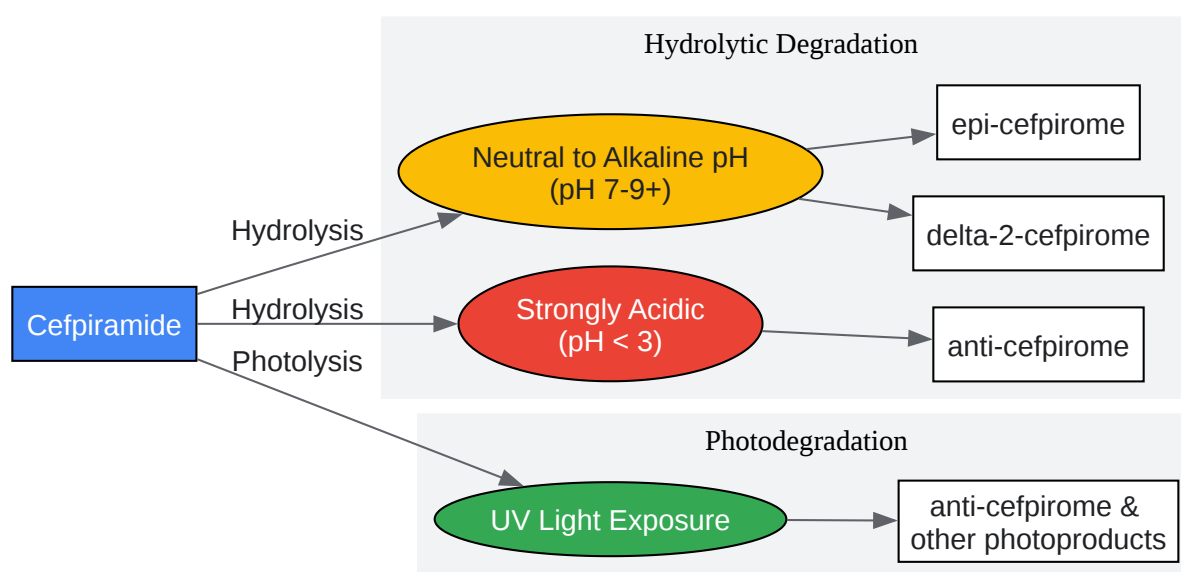 Hydrolytic Degradation
epi-cefpirome
Neutral to Alkaline pH
(pH 7-9+)
Hydrolysis
delta-2-cefpirome
Cefpiramide
Hydrolysis
Strongly Acidic
(pH < 3)
anti-cefpirome
Photolysis
Photodegradation
UV Light Exposure
anti-cefpirome &
other photoproducts